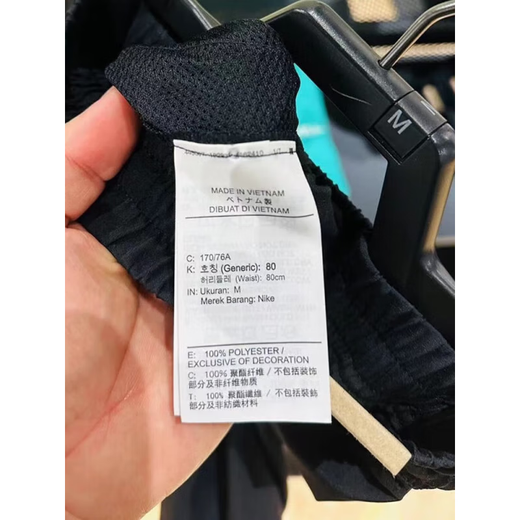 MADE IN VIETNAM
ベトナム製
DIBUAT DI VIETNAM
C: 170/76A
K: 호칭 (Generic): 80
허리둘레 (Waist): 80cm
IN: Ukuran: M
Merek Barang: Nike
E: 100% POLYESTER /
EXCLUSIVE OF DECORATION
C: 100% 聚酯纤维 / 不包括装饰
部分及非纤维物质
T: 100% 聚酯纖維 / 不包括裝飾
部分及非紡織材料
M